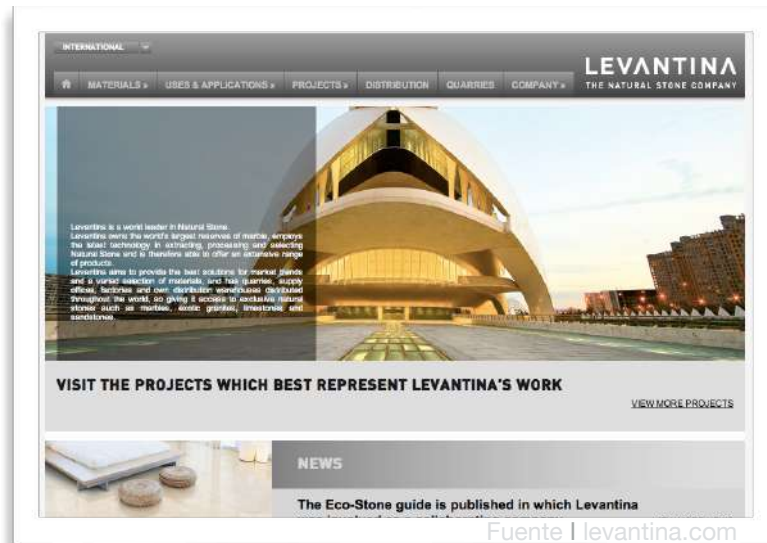 INTERNATIONAL
LEVANTINA
THE NATURAL STONE COMPANY
MATERIALS » USES & APPLICATIONS » PROJECTS » DISTRIBUTION QUARRIES COMPANY »
Levantina is a world leader in Natural Stone.
Levantina owns the world's largest reserves of marble, employs
the latest technology in extracting, processing and selecting
Natural Stone and is therefore able to offer an extensive range
of products.
Levantina aims to provide the best solutions for market trends
and a varied selection of materials, and has quarries, supply
offices, factories and own distribution warehouses distributed
throughout the world, so giving it access to exclusive natural
stones such as marbles, exotic granites, limestones and
sandstones.
VISIT THE PROJECTS WHICH BEST REPRESENT LEVANTINA'S WORK
VIEW MORE PROJECTS
NEWS
The Eco-Stone guide is published in which Levantina
Fuente | levantina.com